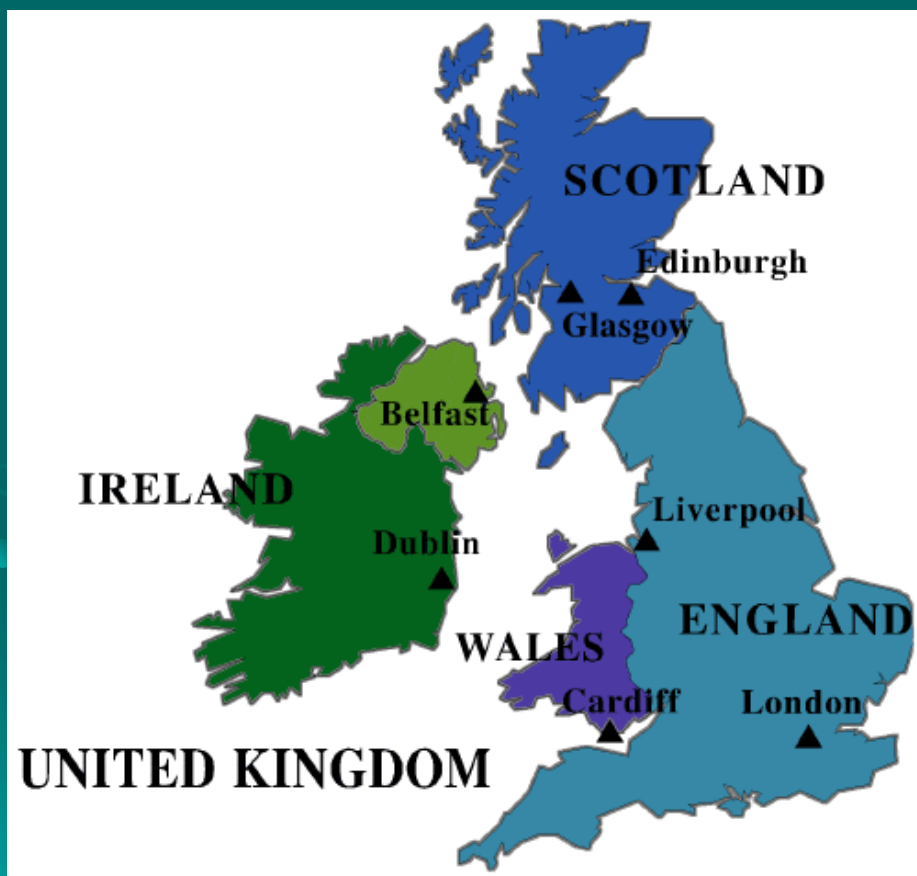 SCOTLAND
Edinburgh
Glasgow
Belfast
IRELAND
Liverpool
Dublin
ENGLAND
WALES
Cardiff
London
UNITED KINGDOM